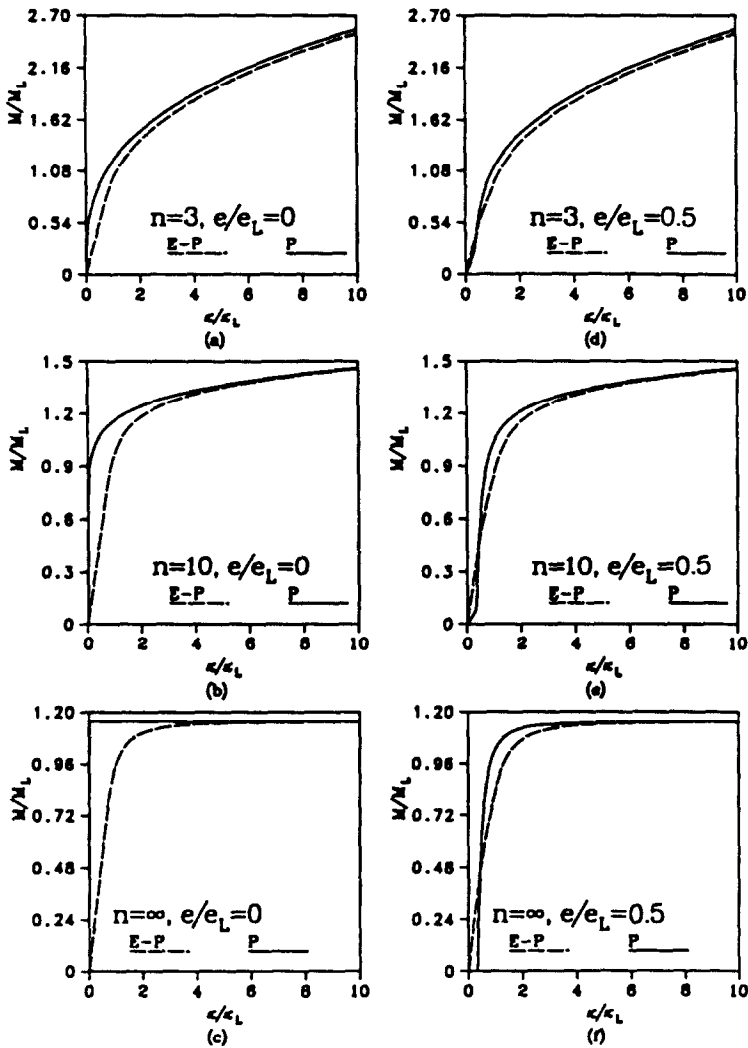 2.70
2.16
1.62
1.08
0.54
0
M/M_L
n=3, e/e_L=0
E-P P
0 2 4 6 8 10
κ/κ_L
(a)
2.70
2.16
1.62
1.08
0.54
0
M/M_L
n=3, e/e_L=0.5
E-P P
0 2 4 6 8 10
κ/κ_L
(d)
1.5
1.2
0.9
0.6
0.3
0
M/M_L
n=10, e/e_L=0
E-P P
0 2 4 6 8 10
κ/κ_L
(b)
1.5
1.2
0.9
0.6
0.3
0
M/M_L
n=10, e/e_L=0.5
E-P P
0 2 4 6 8 10
κ/κ_L
(e)
1.20
0.96
0.72
0.48
0.24
0
M/M_L
n=∞, e/e_L=0
E-P P
0 2 4 6 8 10
κ/κ_L
(c)
1.20
0.96
0.72
0.48
0.24
0
M/M_L
n=∞, e/e_L=0.5
E-P P
0 2 4 6 8 10
κ/κ_L
(f)